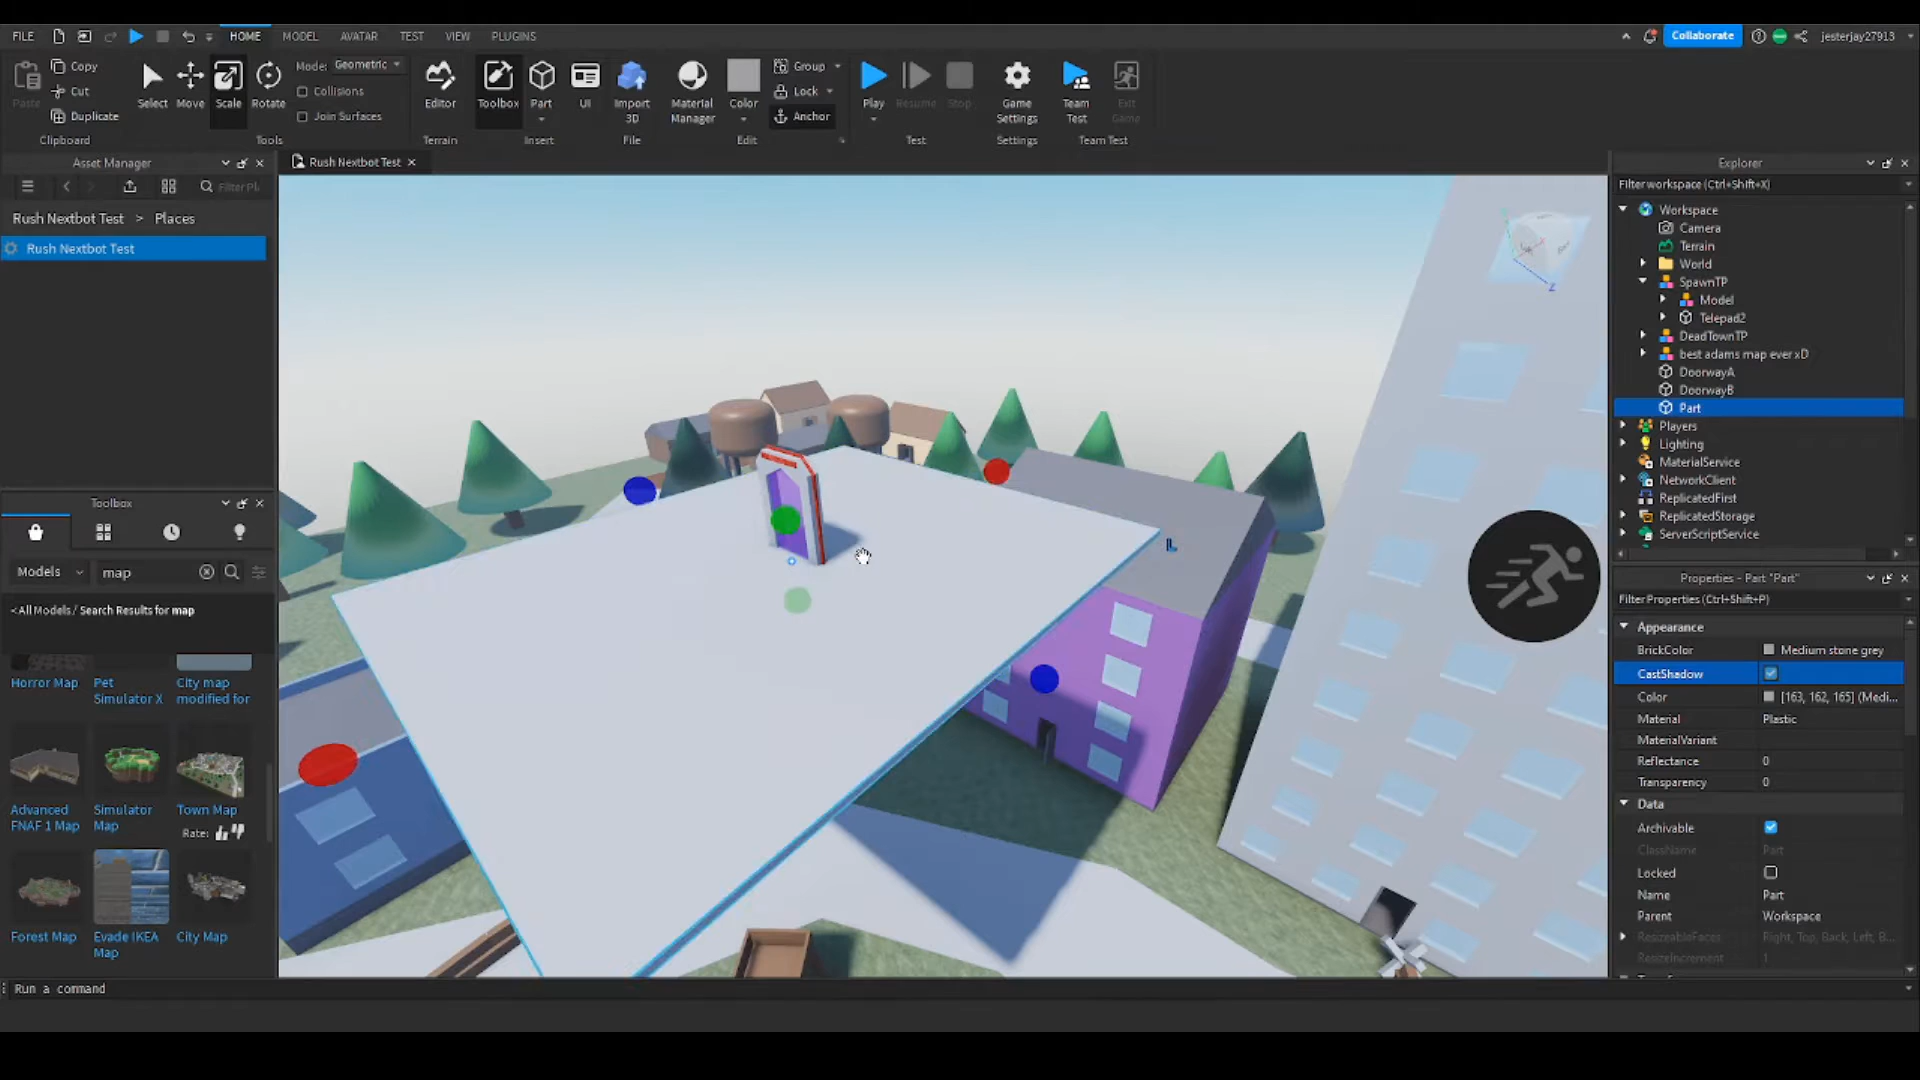 FILE HOME MODEL AVATAR TEST VIEW PLUGINS Collaborate jesterjay27913
Copy
Cut
Paste Duplicate
Clipboard
Select Move Scale Rotate
Mode: Geometric
Collisions
Join Surfaces
Tools
Editor
Terrain
Toolbox Part UI
Insert
Import 3D
File
Material Manager
Color
Group
Lock
Anchor
Edit
Play Resume Stop
Test
Game Settings
Settings
Team Test
Exit Game
Team Test
Asset Manager
Rush Nextbot Test
Explorer
Filter Pl
Filter workspace (Ctrl+Shift+X)
Rush Nextbot Test > Places
Rush Nextbot Test
Workspace
Camera
Terrain
World
SpawnTP
Model
Telepad2
DeadTownTP
best adams map ever xD
DoorwayA
DoorwayB
Part
Players
Lighting
MaterialService
NetworkClient
ReplicatedFirst
ReplicatedStorage
ServerScriptService
Toolbox
Models map
<All Models / Search Results for map
Horror Map
Pet Simulator X
City map modified for
Advanced FNAF 1 Map
Simulator Map
Town Map
Rate:
Forest Map
Evade IKEA Map
City Map
L
Z
Properties - Part "Part"
Filter Properties (Ctrl+Shift+P)
Appearance
BrickColor Medium stone grey
CastShadow
Color [163, 162, 165] (Medi...
Material Plastic
MaterialVariant
Reflectance 0
Transparency 0
Data
Archivable
ClassName Part
Locked
Name Part
Parent Workspace
ResizeableFaces Right, Top, Back, Left, B...
ResizeIncrement 1
Run a command